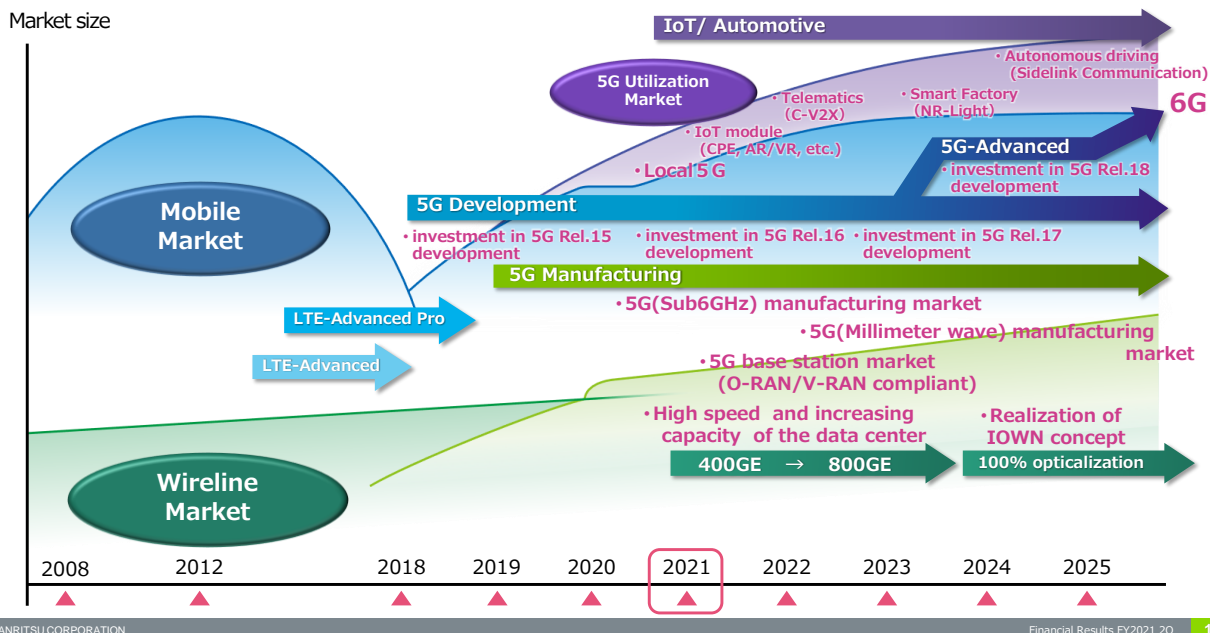 Market size
IoT/ Automotive
・Autonomous driving
(Sidelink Communication)
5G Utilization
Market
・Telematics
(C-V2X)
・Smart Factory
(NR-Light)
6G
・IoT module
(CPE, AR/VR, etc.)
5G-Advanced
・Local5G
・investment in 5G Rel.18
development
Mobile
Market
5G Development
・investment in 5G Rel.15
development
・investment in 5G Rel.16
development
・investment in 5G Rel.17
development
5G Manufacturing
・5G(Sub6GHz) manufacturing market
LTE-Advanced Pro
・5G(Millimeter wave) manufacturing
market
LTE-Advanced
・5G base station market
(O-RAN/V-RAN compliant)
・High speed and increasing
capacity of the data center
・Realization of
IOWN concept
400GE → 800GE
100% opticalization
Wireline
Market
2008 2012 2018 2019 2020 2021 2022 2023 2024 2025
ANRITSU CORPORATION
Financial Results FY2021 2Q
1